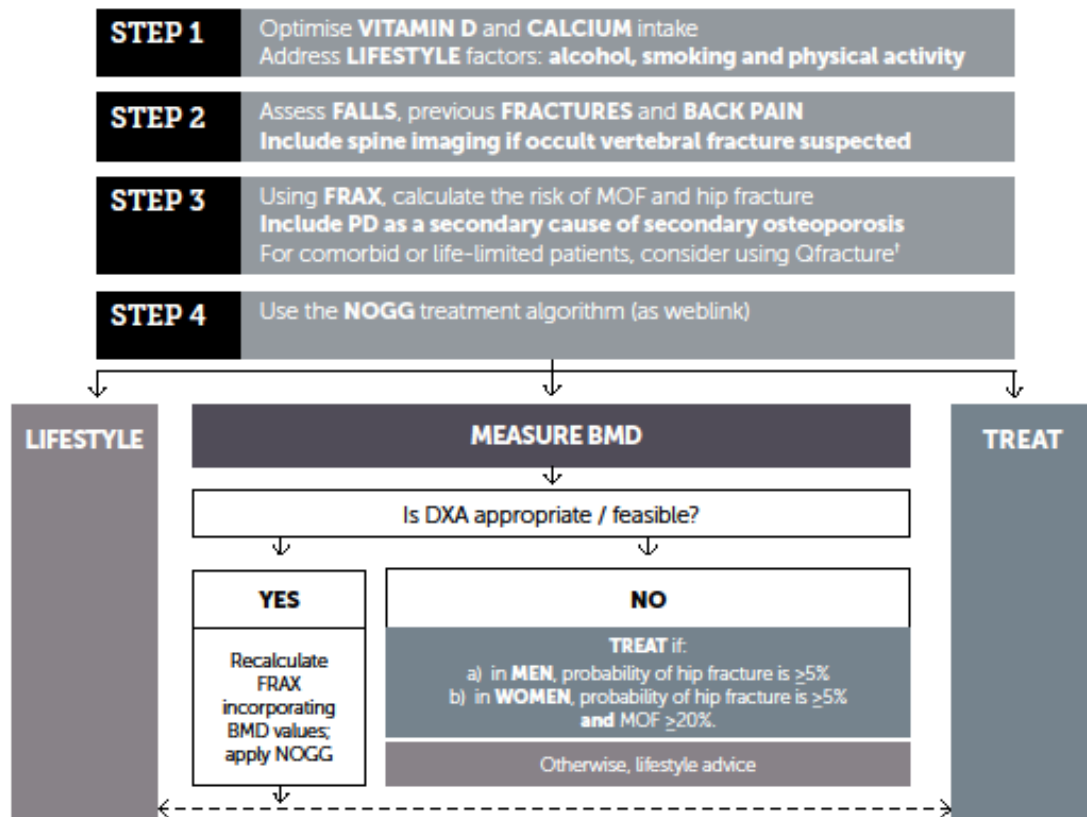 STEP 1
Optimise VITAMIN D and CALCIUM intake
Address LIFESTYLE factors: alcohol, smoking and physical activity
STEP 2
Assess FALLS, previous FRACTURES and BACK PAIN
Include spine imaging if occult vertebral fracture suspected
STEP 3
Using FRAX, calculate the risk of MOF and hip fracture
Include PD as a secondary cause of secondary osteoporosis
For comorbid or life-limited patients, consider using Qfracture†
STEP 4
Use the NOGG treatment algorithm (as weblink)
LIFESTYLE
MEASURE BMD
TREAT
Is DXA appropriate / feasible?
YES
Recalculate
FRAX
incorporating
BMD values;
apply NOGG
NO
TREAT if:
a) in MEN, probability of hip fracture is ≥5%
b) in WOMEN, probability of hip fracture is ≥5%
and MOF ≥20%.
Otherwise, lifestyle advice